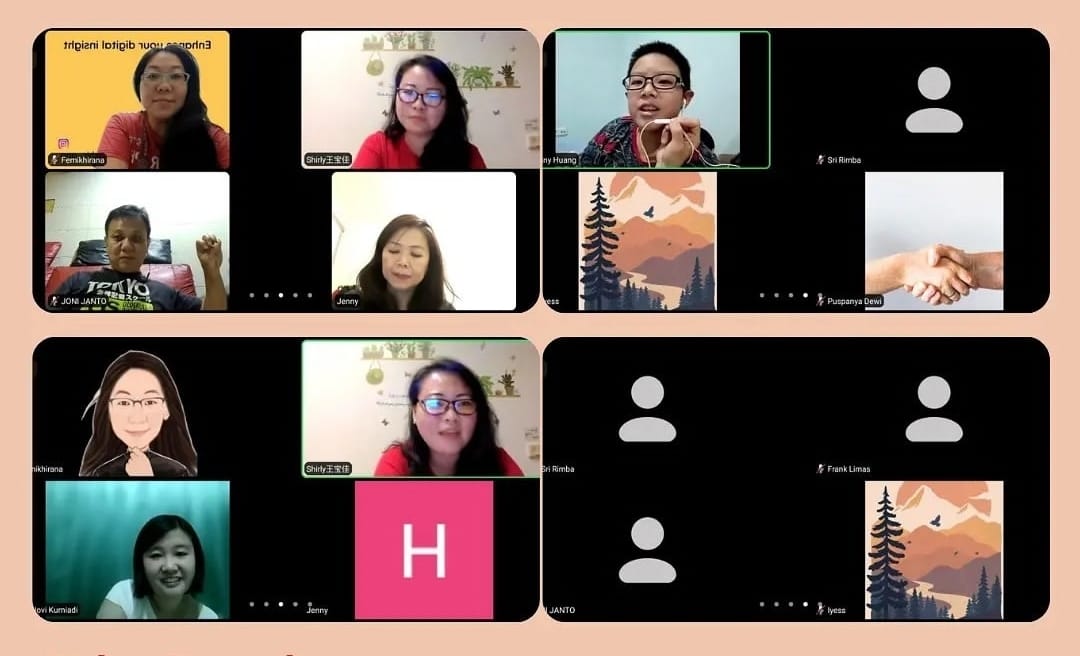 Enhance your digital insight
Femikhirana
Shirly王宝佳
ny Huang
Sri Rimba
TOKYO
JONI JANTO
Jenny
yess
Puspanya Dewi
nikhirana
Shirly王宝佳
Sri Rimba
Frank Limas
H
ovi Kurniadi
Jenny
I JANTO
Iyess